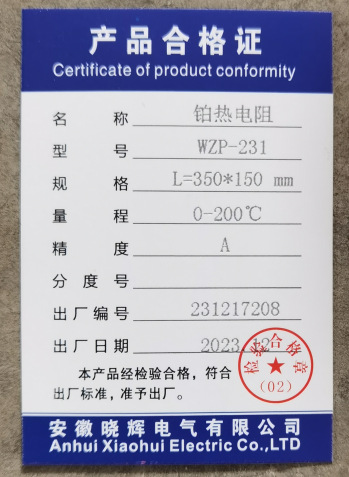 产品合格证
Certificate of product conformity
名称 铂热电阻
型号 WZP-231
规格 L=350*150 mm
量程 0-200℃
精度 A
分度号
出厂编号 231217208
出厂日期 2023.12
本产品经检验合格，符合
出厂标准，准予出厂。
检验合格章
(02)
安徽晓辉电气有限公司
Anhui Xiaohui Electric Co.,LTD